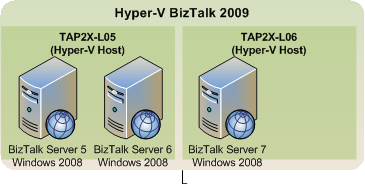 Hyper-V BizTalk 2009
TAP2X-L05
(Hyper-V Host)
BizTalk Server 5
Windows 2008
BizTalk Server 6
Windows 2008
TAP2X-L06
(Hyper-V Host)
BizTalk Server 7
Windows 2008